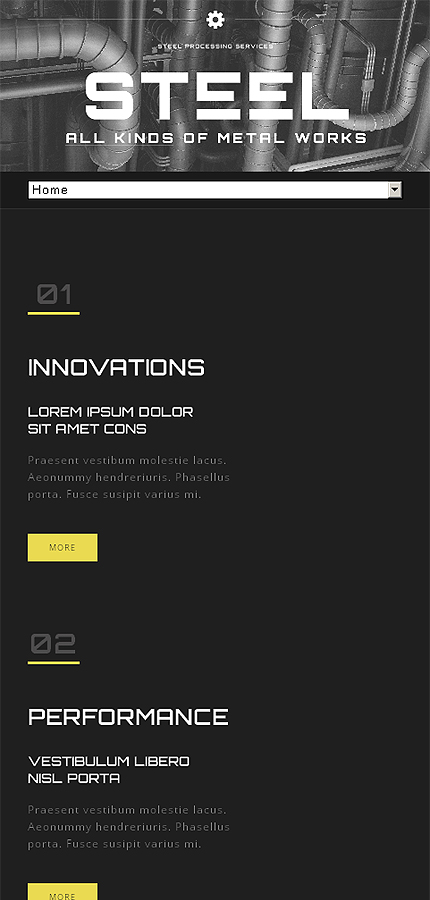 STEEL PROCESSING SERVICES
STEEL
ALL KINDS OF METAL WORKS
Home
01
INNOVATIONS
LOREM IPSUM DOLOR
SIT AMET CONS
Praesent vestibum molestie lacus.
Aeonummy hendreriuris. Phasellus
porta. Fusce susipit varius mi.
MORE
02
PERFORMANCE
VESTIBULUM LIBERO
NISL PORTA
Praesent vestibum molestie lacus.
Aeonummy hendreriuris. Phasellus
porta. Fusce susipit varius mi.
MORE